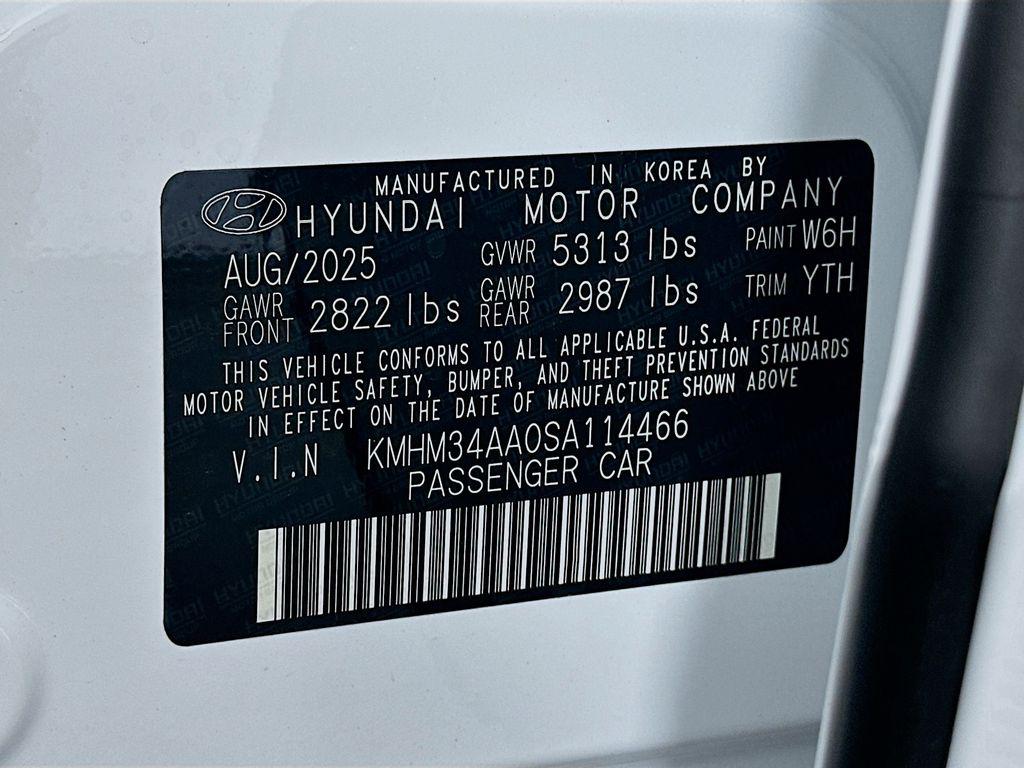 MANUFACTURED IN KOREA BY
HYUNDAI MOTOR COMPANY
AUG/2025 GVWR 5313 lbs PAINT W6H
GAWR FRONT 2822 lbs GAWR REAR 2987 lbs TRIM YTH
THIS VEHICLE CONFORMS TO ALL APPLICABLE U.S.A. FEDERAL
MOTOR VEHICLE SAFETY, BUMPER, AND THEFT PREVENTION STANDARDS
IN EFFECT ON THE DATE OF MANUFACTURE SHOWN ABOVE
V.I.N KMHM34AA0SA114466
PASSENGER CAR